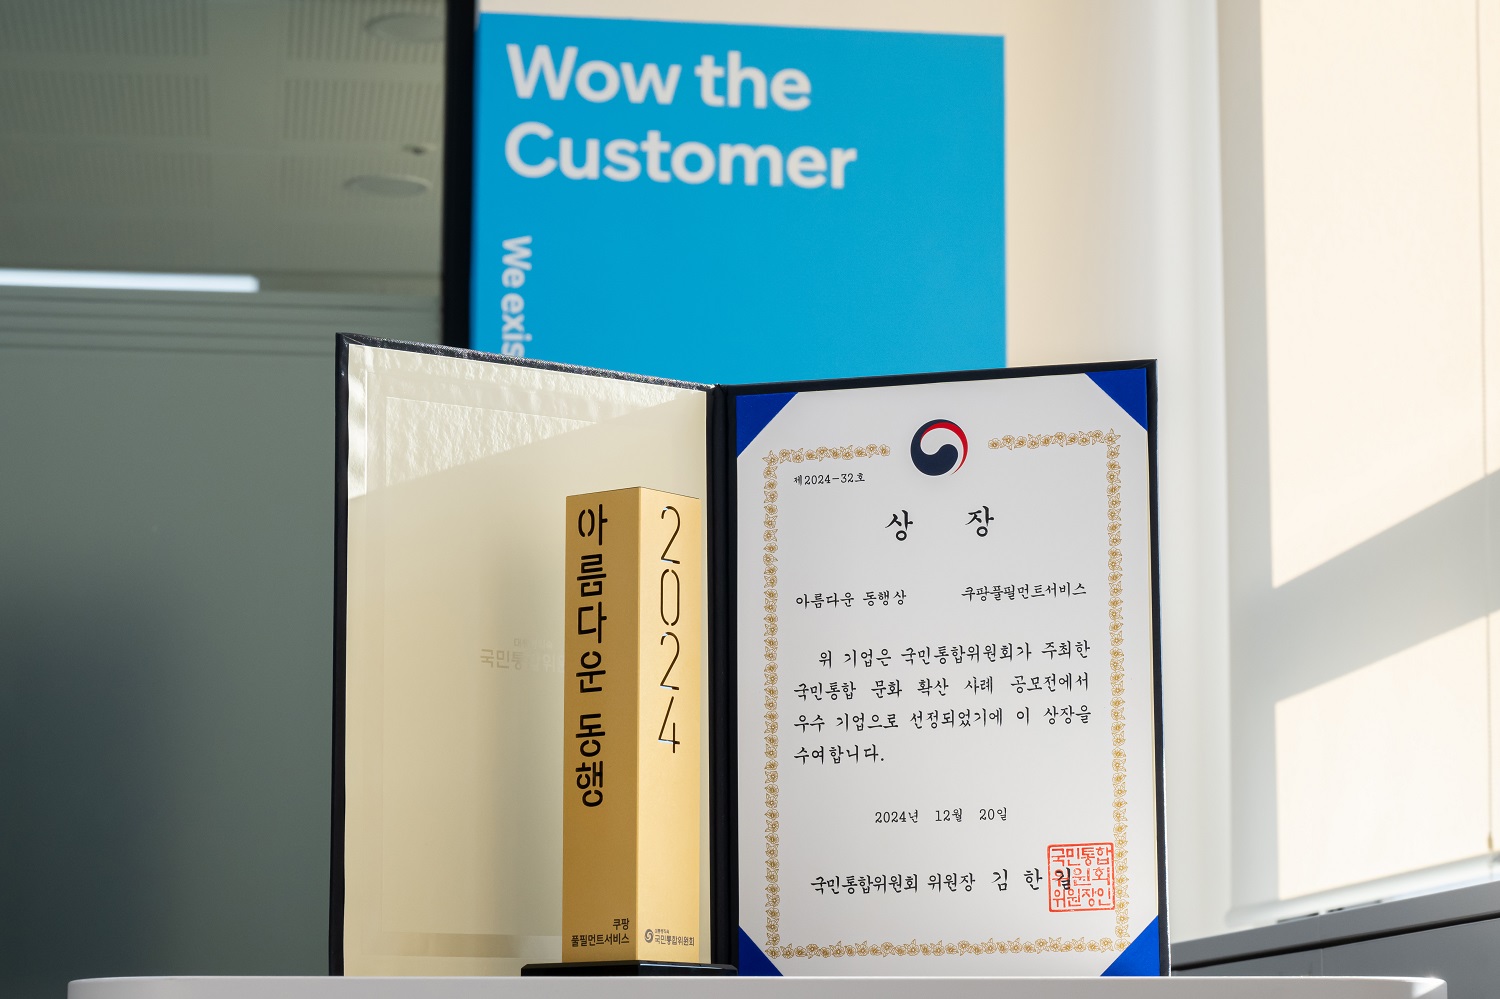 Wow the
Customer
We exis
아름다운 동행
2024
쿠팡
풀필먼트서비스
국민통합위원회
국민통
제2024-32호
상 장
아름다운 동행상 쿠팡풀필먼트서비스
위 기업은 국민통합위원회가 주최한
국민통합 문화 확산 사례 공모전에서
우수 기업으로 선정되었기에 이 상장을
수여합니다.
2024년 12월 20일
국민통합위원회 위원장 김 한 길
국민통합
위원회
위원장인